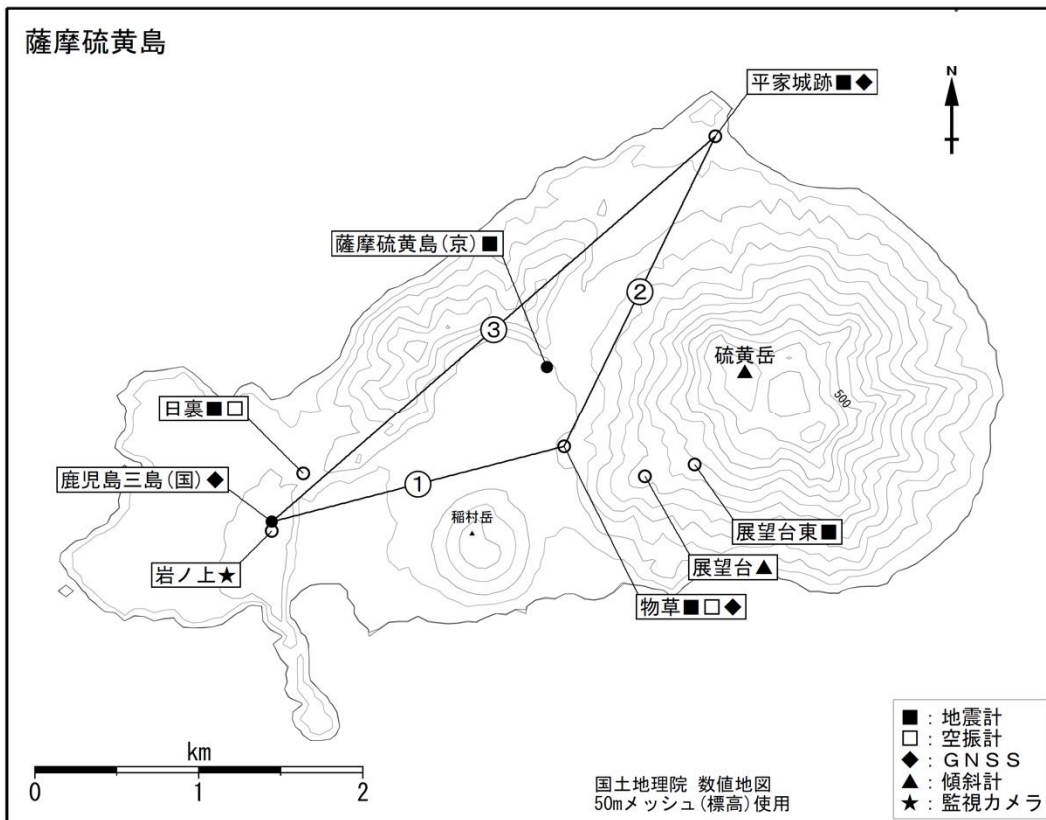 薩摩硫黄島
平家城跡■◆
N
薩摩硫黄島(京)■
②
③
硫黄岳
500
日裏■□
鹿児島三島(国)◆
①
稲村岳
展望台東■
岩ノ上★
展望台▲
物草■□◆
km
0 1 2
国土地理院 数値地図
50mメッシュ(標高)使用
■:地震計
□:空振計
◆:GNSS
▲:傾斜計
★:監視カメラ